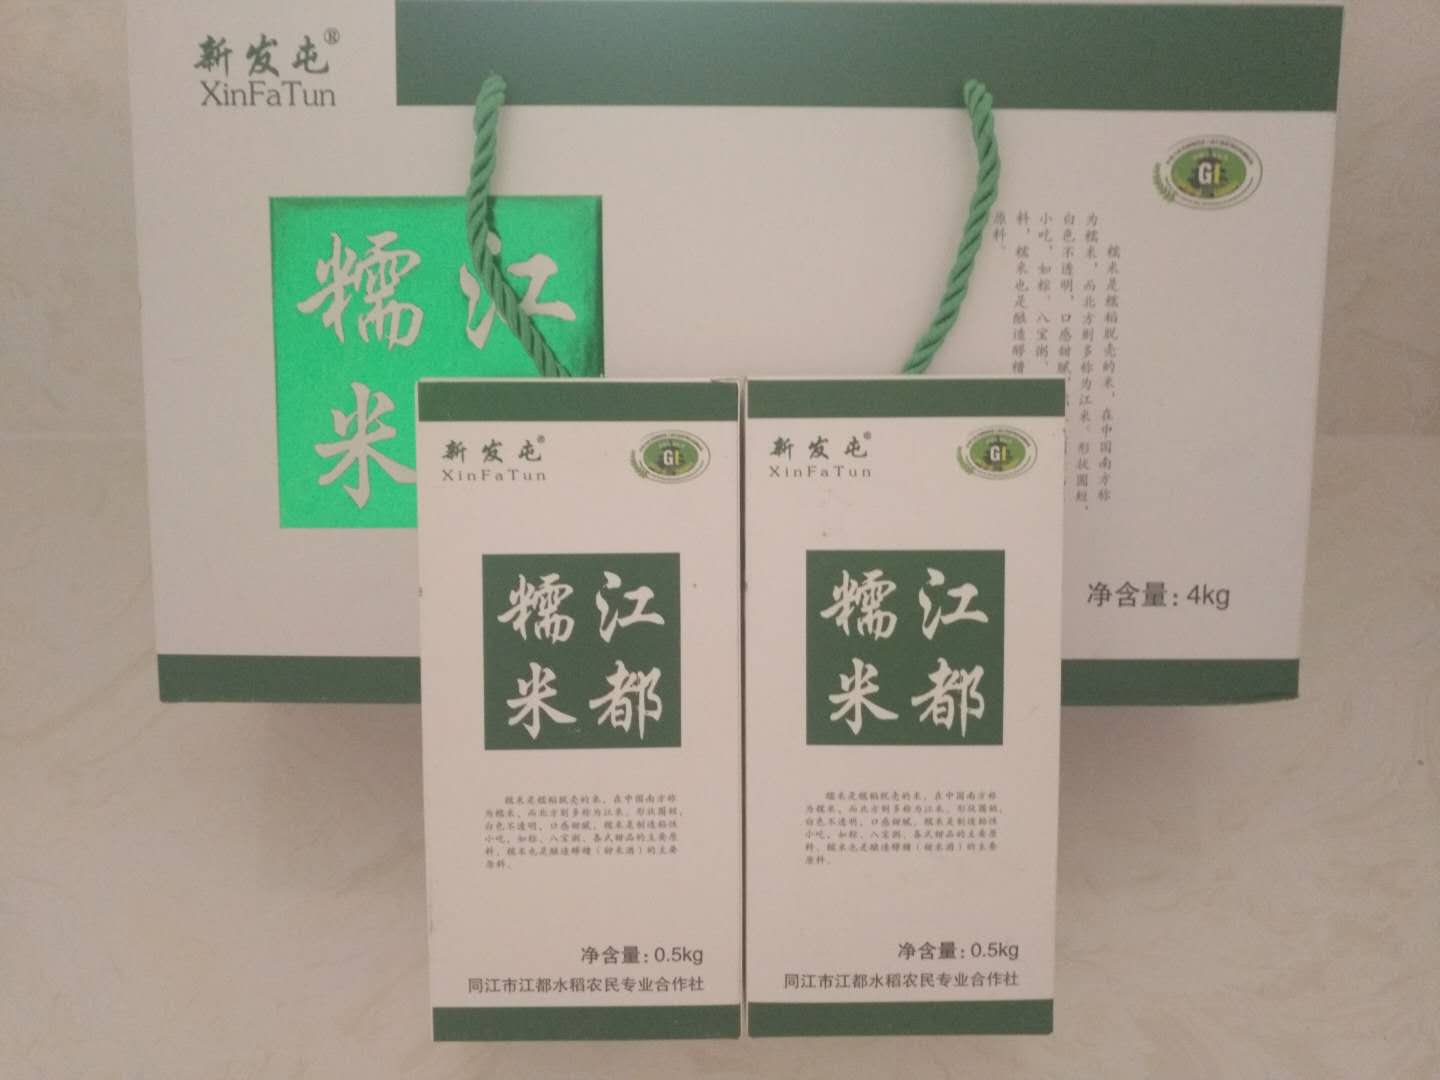 新发屯®
XinFaTun
GI
江
糯米
糯米是糯稻脱壳的米，在中国南方称
为糯米，而北方则多称为江米。形状圆短，
白色不透明，口感甜腻，
小吃，如粽、八宝粥、
料，糯米也是酿造醪糟
原料。
净含量：4kg
新发屯®
XinFaTun
GI
江都
糯米
糯米是糯稻脱壳的米，在中国南方称
为糯米，而北方则多称为江米。形状圆短，
白色不透明，口感甜腻，糯米是制造粘性
小吃，如粽、八宝粥、各式甜品的主要原
料，糯米也是酿造醪糟（甜米酒）的主要
原料。
净含量：0.5kg
同江市江都水稻农民专业合作社
新发屯®
XinFaTun
GI
江都
糯米
糯米是糯稻脱壳的米，在中国南方称
为糯米，而北方则多称为江米。形状圆短，
白色不透明，口感甜腻，糯米是制造粘性
小吃，如粽、八宝粥、各式甜品的主要原
料，糯米也是酿造醪糟（甜米酒）的主要
原料。
净含量：0.5kg
同江市江都水稻农民专业合作社